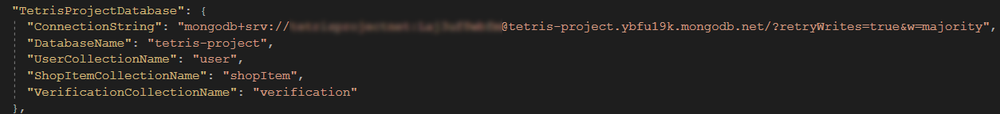 "TetrisProjectDatabase": {
"ConnectionString": "mongodb+srv://@tetris-project.ybfu19k.mongodb.net/?retryWrites=true&w=majority",
"DatabaseName": "tetris-project",
"UserCollectionName": "user",
"ShopItemCollectionName": "shopItem",
"VerificationCollectionName": "verification"
},